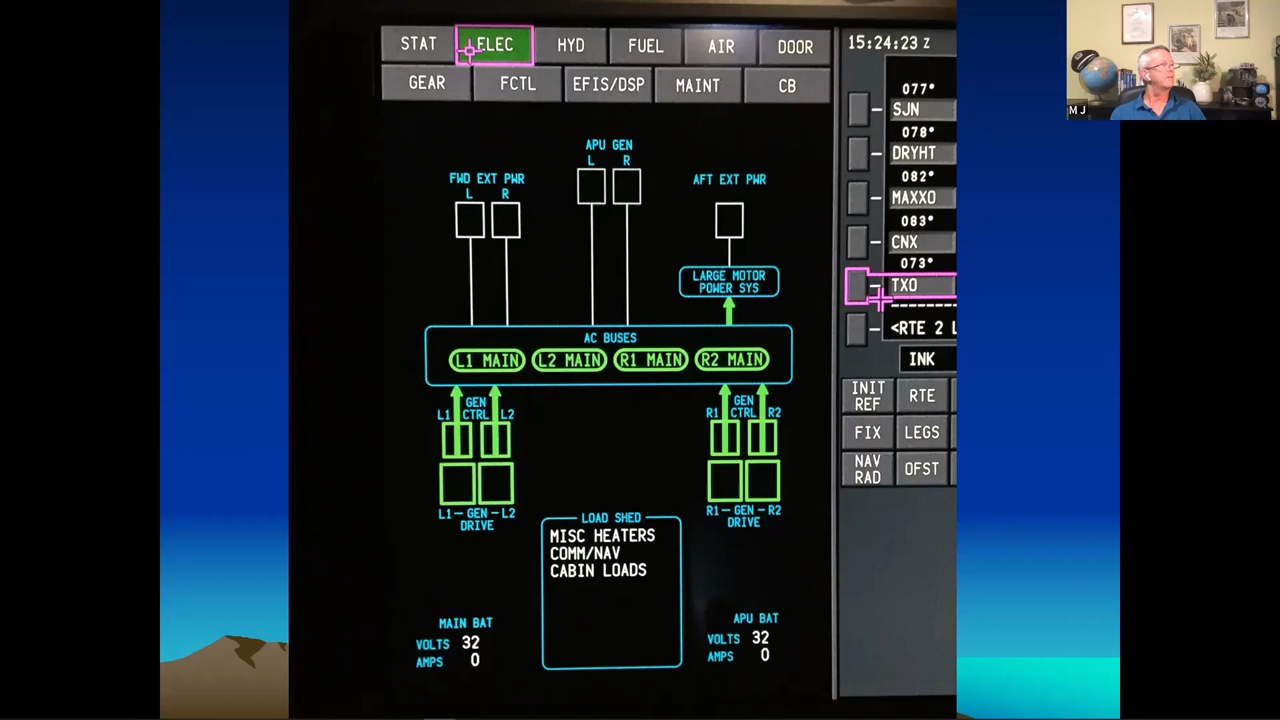 STAT ELEC HYD FUEL AIR DOOR
GEAR FCTL EFIS/DSP MAINT CB
APU GEN
L R
FWD EXT PWR
L R
AFT EXT PWR
LARGE MOTOR
POWER SYS
AC BUSES
L1 MAIN L2 MAIN R1 MAIN R2 MAIN
GEN
L1 CTRL L2
GEN
R1 CTRL R2
L1-GEN-L2
DRIVE
R1-GEN-R2
DRIVE
LOAD SHED
MISC HEATERS
COMM/NAV
CABIN LOADS
MAIN BAT
VOLTS 32
AMPS 0
APU BAT
VOLTS 32
AMPS 0
15:24:23 Z
077°
SJN
078°
DRYHT
082°
MAXXO
083°
CNX
073°
TXO
-------
<RTE 2 L
INK
INIT
REF
RTE
FIX
LEGS
NAV
RAD
OFST
M J